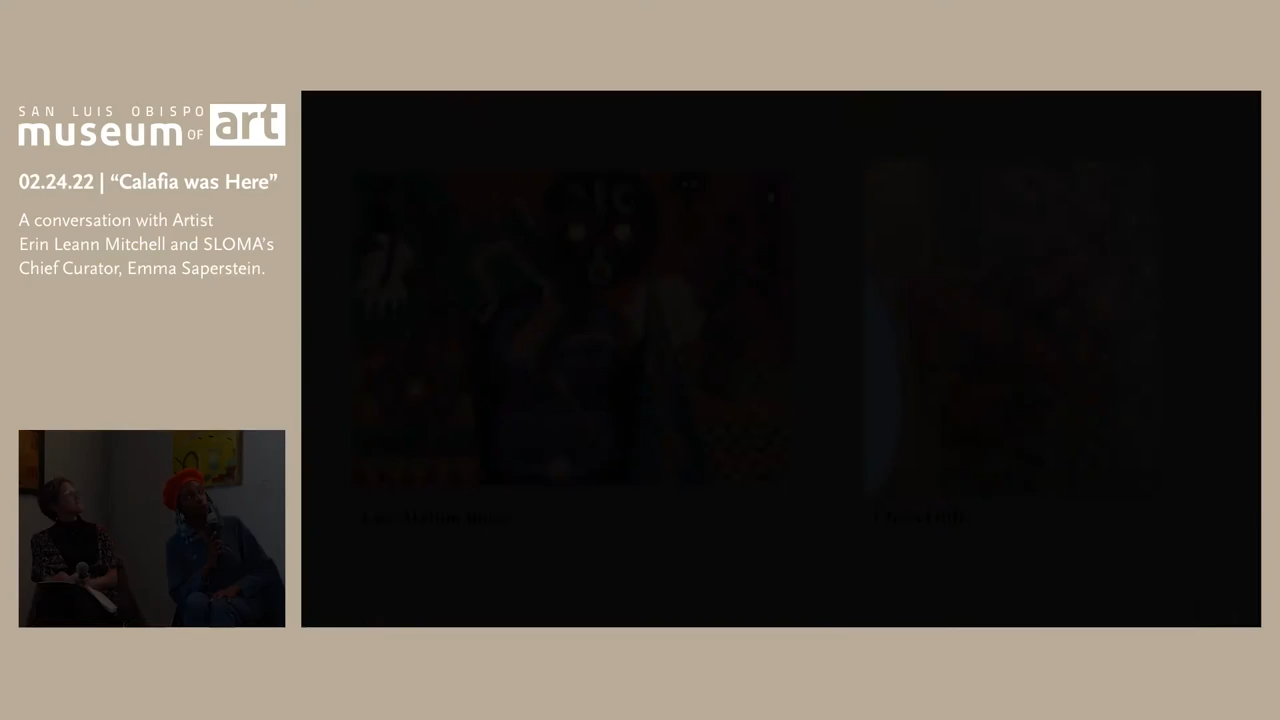 SAN LUIS OBISPO
museum OF art
02.24.22 | “Calafia was Here”
A conversation with Artist
Erin Leann Mitchell and SLOMA’s
Chief Curator, Emma Saperstein.